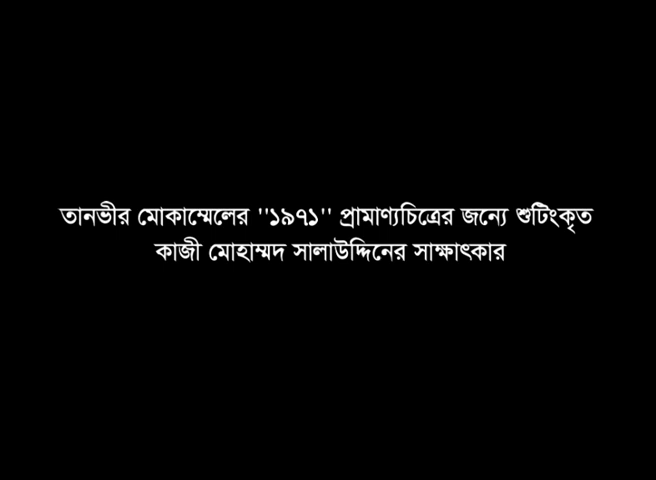 তানভীর মোকাম্মেলের ''১৯৭১'' প্রামাণ্যচিত্রের জন্যে শুটিংকৃত
কাজী মোহাম্মদ সালাউদ্দিনের সাক্ষাৎকার